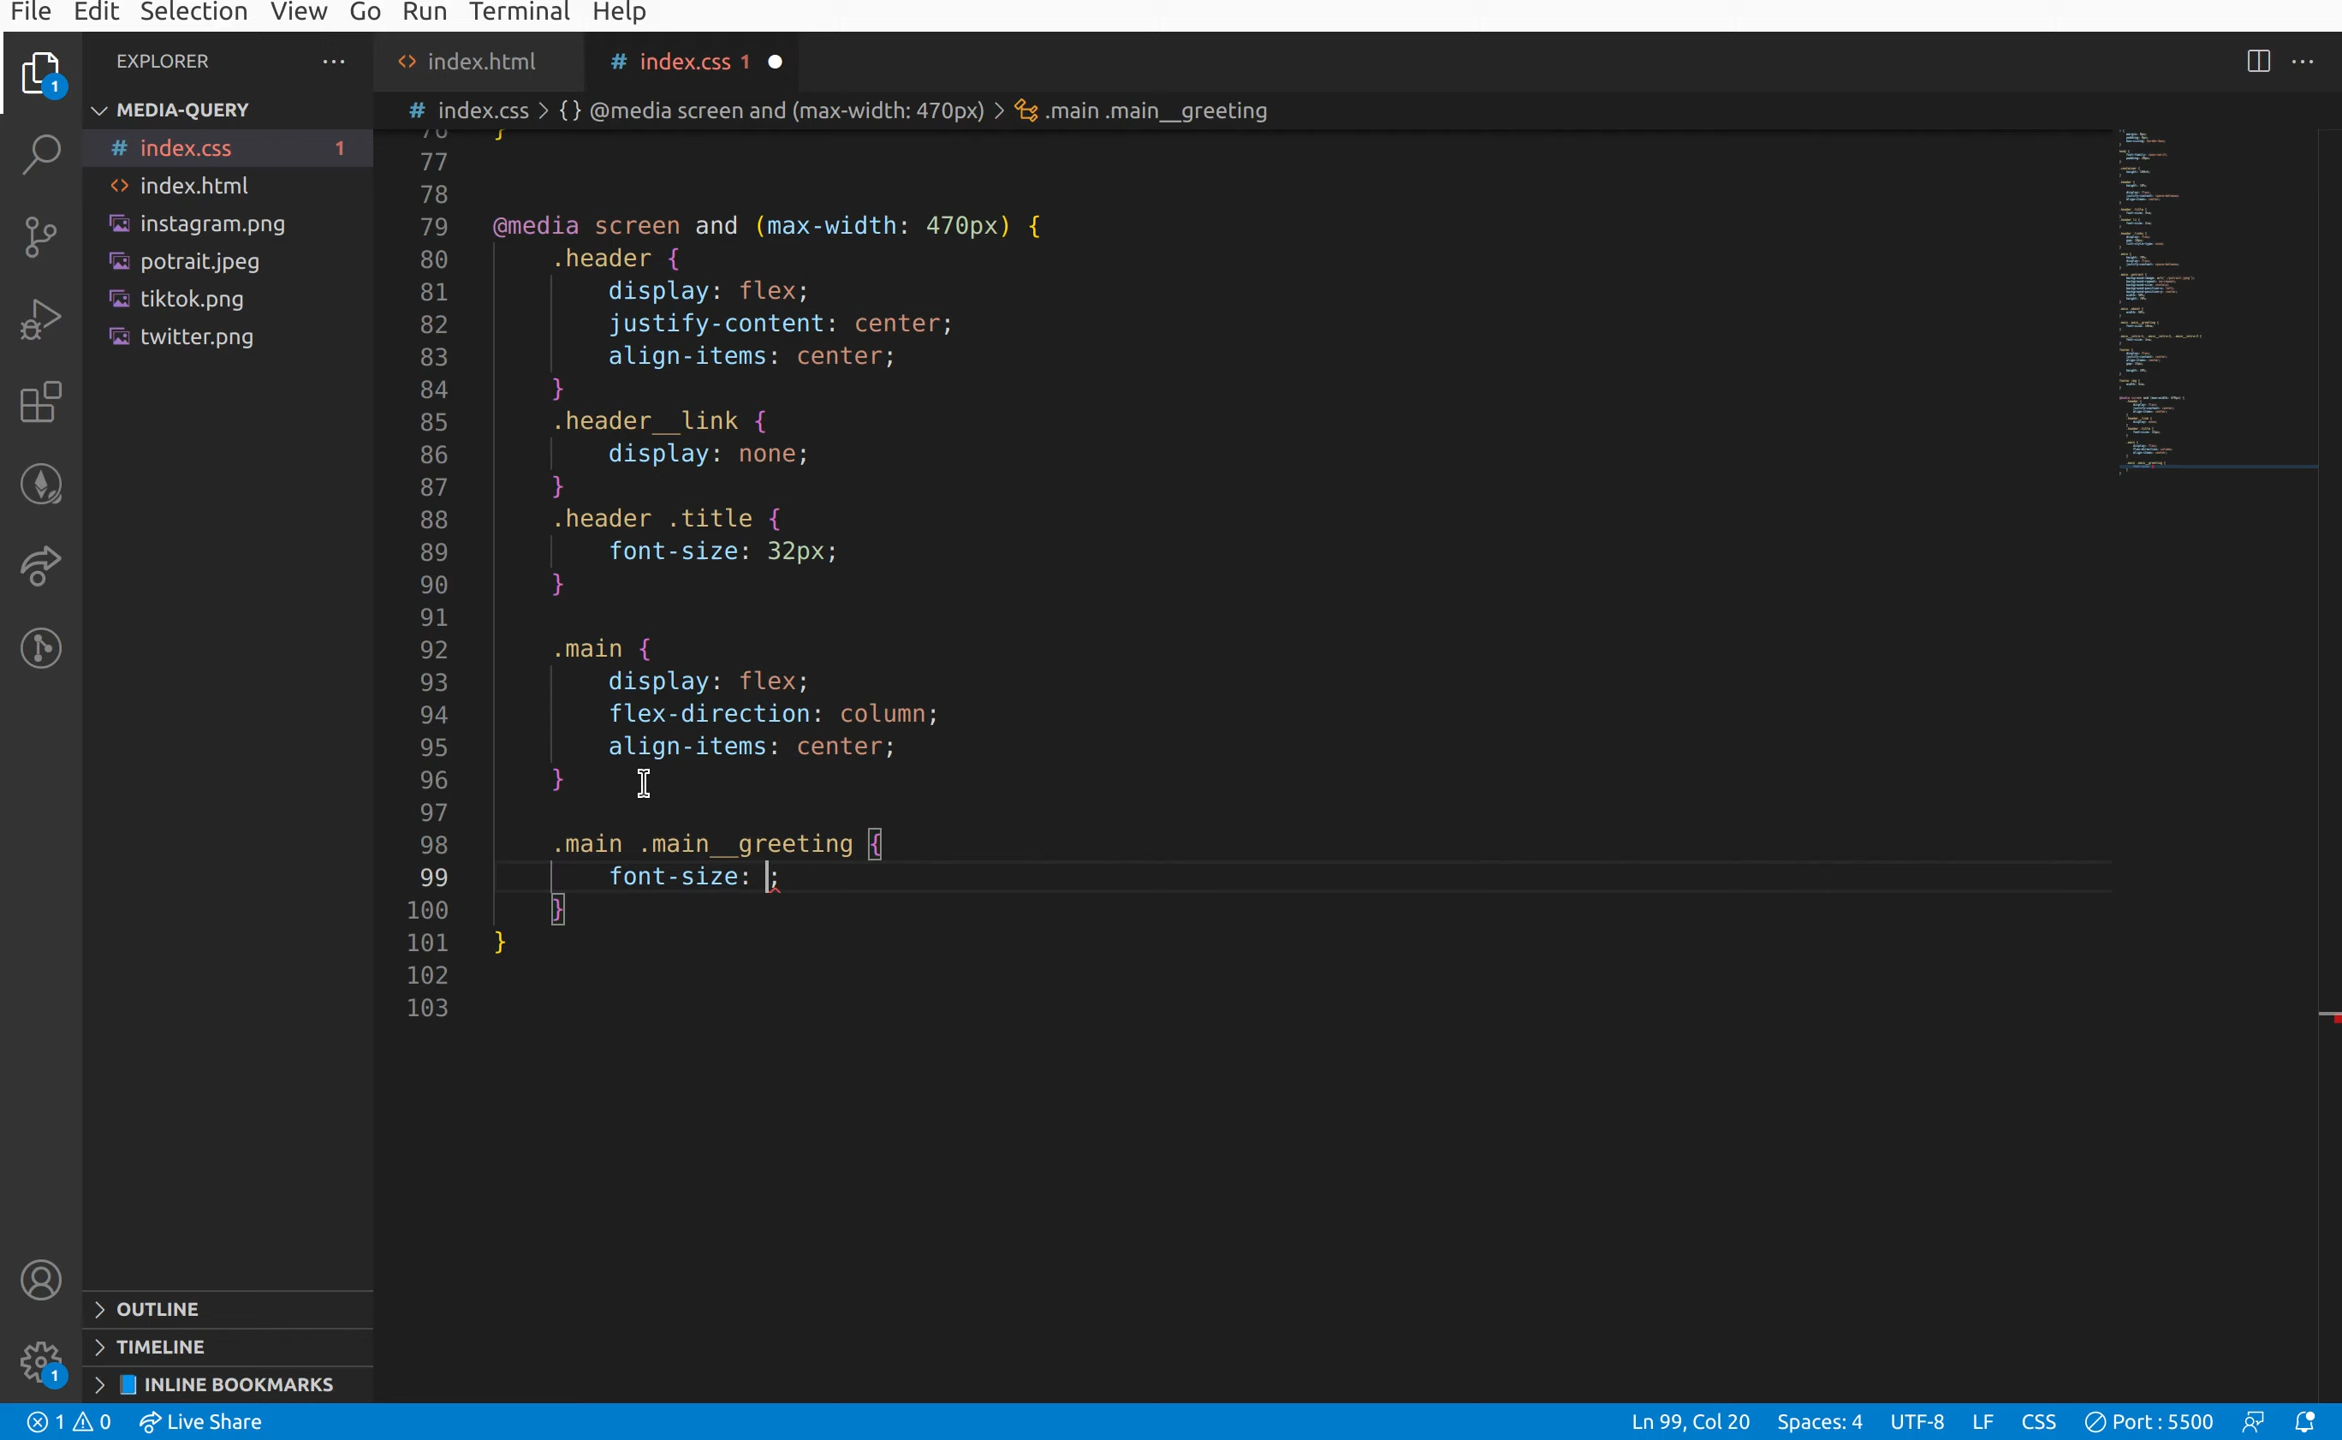 File Edit Selection View Go Run Terminal Help
EXPLORER
index.html
index.css 1
index.css > {} @media screen and (max-width: 470px) > .main .main__greeting
1
MEDIA-QUERY
index.css 1
index.html
instagram.png
potrait.jpeg
tiktok.png
twitter.png
76 }
77
78
79 @media screen and (max-width: 470px) {
80 .header {
81 display: flex;
82 justify-content: center;
83 align-items: center;
84 }
85 .header__link {
86 display: none;
87 }
88 .header .title {
89 font-size: 32px;
90 }
91
92 .main {
93 display: flex;
94 flex-direction: column;
95 align-items: center;
96 }
97
98 .main .main__greeting {
99 font-size: ;
100 }
101 }
102
103
OUTLINE
TIMELINE
INLINE BOOKMARKS
1
1 0 Live Share Ln 99, Col 20 Spaces: 4 UTF-8 LF CSS Port : 5500